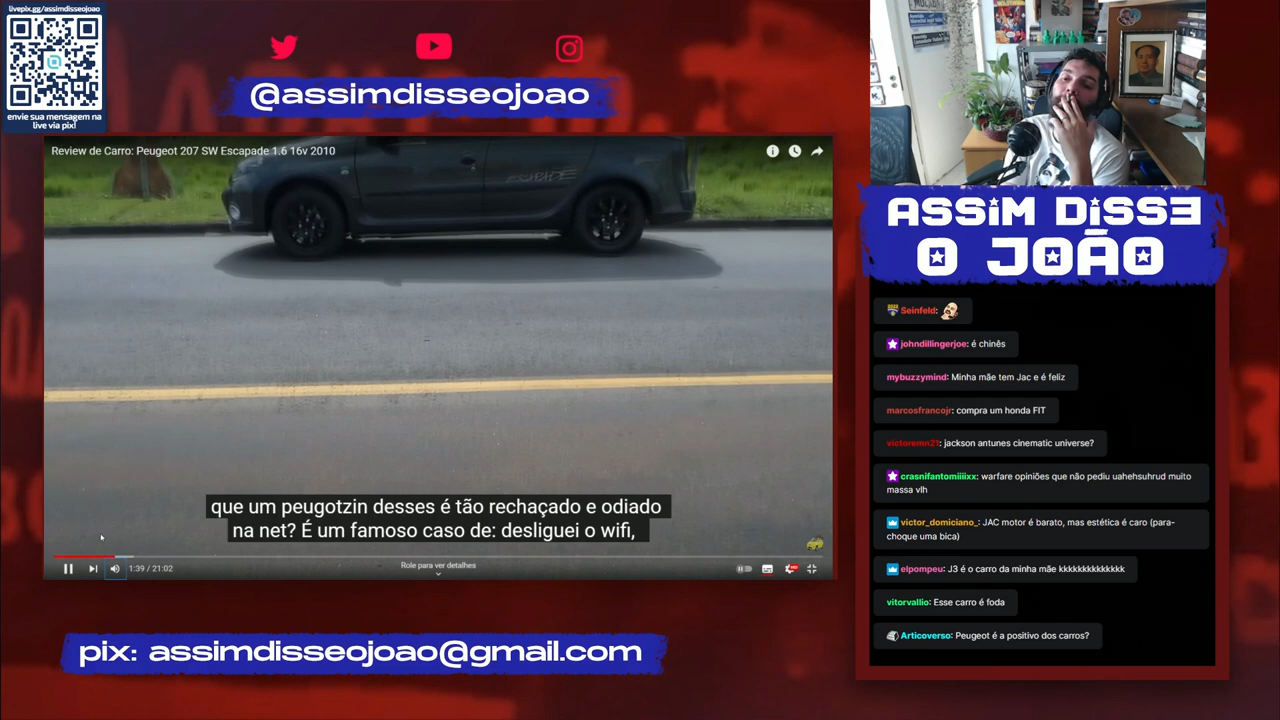 livepix.gg/assimdisseojoao
envie sua mensagem na
live via pix!
@assimdisseojoao
Review de Carro: Peugeot 207 SW Escapade 1.6 16v 2010
que um peugotzin desses é tão rechaçado e odiado
na net? É um famoso caso de: desliguei o wifi,
1:39 / 21:02
Role para ver detalhes
pix: assimdisseojoao@gmail.com
ASSIM DISSE
O JOÃO
Seinfeld:
johndillingerjoe: é chinês
mybuzzymind: Minha mãe tem Jac e é feliz
marcosfrancojr: compra um honda FIT
victoremn21: jackson antunes cinematic universe?
crasnifantomiiiixx: warfare opiniões que não pediu uahehsuhrud muito
massa vlh
victor_domiciano_: JAC motor é barato, mas estética é caro (para-
choque uma bica)
elpompeu: J3 é o carro da minha mãe kkkkkkkkkkkkkk
vitorvallio: Esse carro é foda
Articoverso: Peugeot é a positivo dos carros?